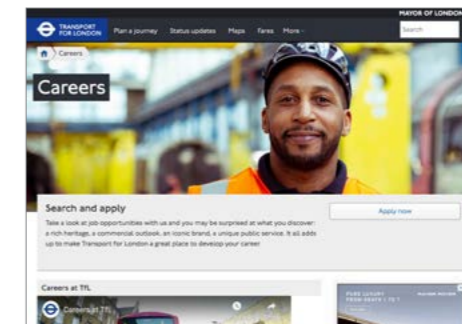 MAYOR OF LONDON
TRANSPORT
FOR LONDON
Plan a journey
Status updates
Maps
Fares
More
Search
Careers
Careers
Search and apply
Take a look at job opportunities with us and you may be surprised at what you discover:
a rich heritage, a commercial outlook, an iconic brand, a unique public service. It all adds
up to make Transport for London a great place to develop your career
Apply now
Careers at TfL
Careers at TfL
PURE LUXURY